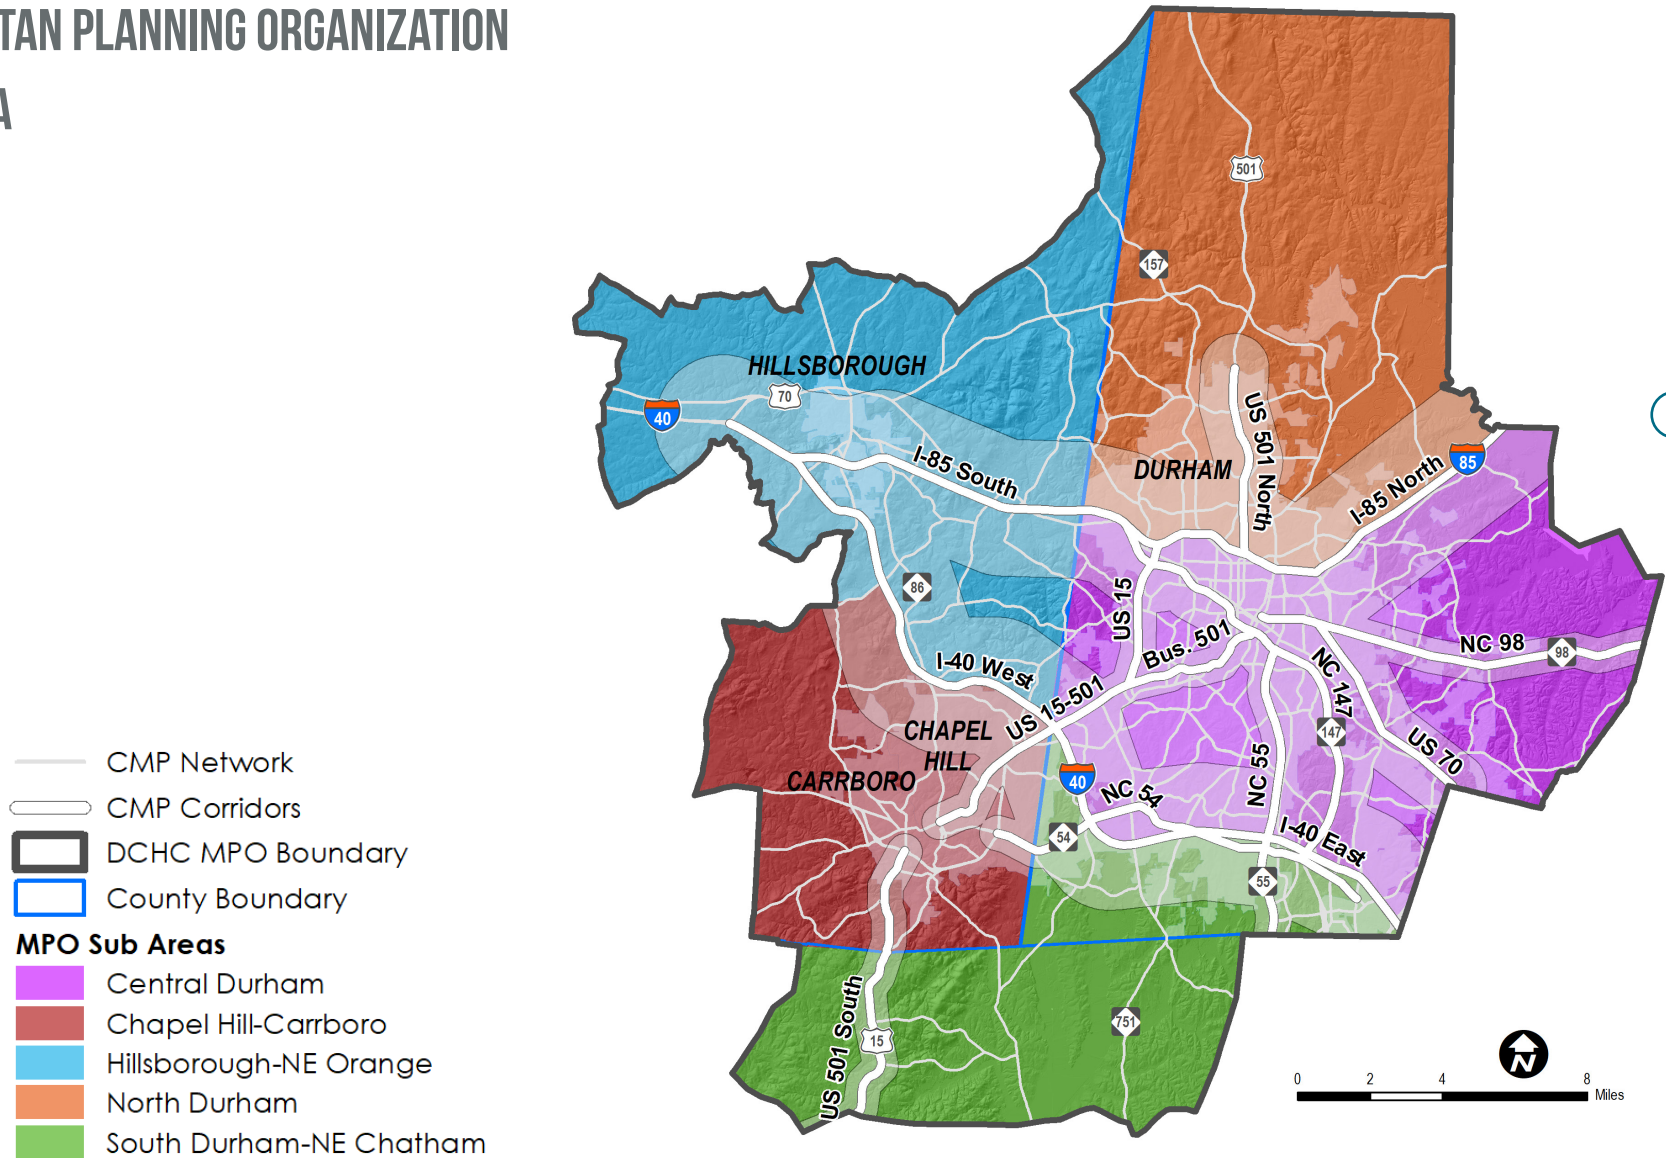 TAN PLANNING ORGANIZATION
A
501
157
HILLSBOROUGH
70
40
US 501 North
I-85 South
DURHAM
I-85 North
85
86
US 15
Bus. 501
NC 98
98
I-40 West
NC 147
US 15-501
CHAPEL
HILL
147
CARRBORO
US 70
40
NC 54
NC 55
54
I-40 East
55
US 501 South
751
15
CMP Network
CMP Corridors
DCHC MPO Boundary
County Boundary
MPO Sub Areas
Central Durham
Chapel Hill-Carrboro
Hillsborough-NE Orange
North Durham
South Durham-NE Chatham
N
0 2 4 8
Miles